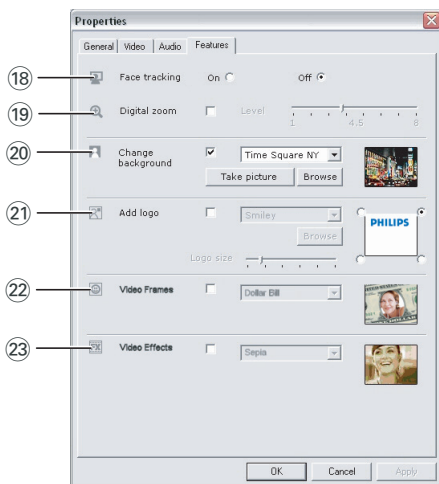 Properties
General Video Audio Features
18 Face tracking On Off
19 Digital zoom Level
1 4.5 8
20 Change background Time Square NY
Take picture Browse
21 Add logo Smiley
Browse
PHILIPS
Logo size
22 Video Frames Dollar Bill
23 Video Effects Sepia
OK Cancel Apply